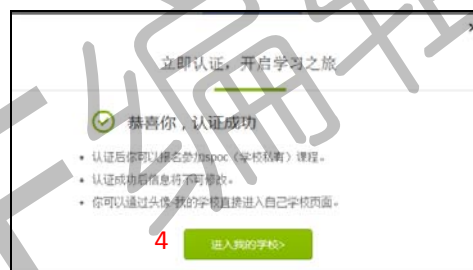 ×
立即认证，开启学习之旅
恭喜你，认证成功
• 认证后你可以报名参加spoc（学校私有）课程。
• 认证成功后信息将不可修改。
• 你可以通过头像-我的学校直接进入自己学校页面。
4 进入我的学校>